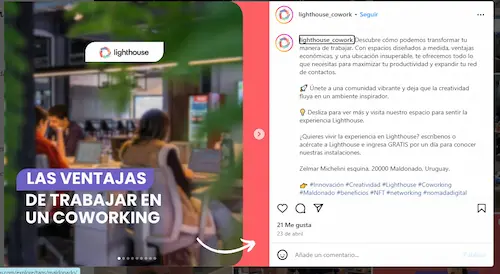 lighthouse
LAS VENTAJAS
DE TRABAJAR EN
UN COWORKING
lighthouse_cowork • Seguir
lighthouse_cowork Descubre cómo podemos transformar tu
manera de trabajar. Con espacios diseñados a medida, ventajas
económicas, y una ubicación insuperable, te ofrecemos todo lo
que necesitas para maximizar tu productividad y expandir tu red
de contactos.
🚀 Únete a una comunidad vibrante y deja que la creatividad
fluya en un ambiente inspirador.
💡 Desliza para ver más y visita nuestro espacio para sentir la
experiencia Lighthouse.
¿Quieres vivir la experiencia en Lighthouse? escribenos o
acércate a Lighthouse e ingresa GRATIS por un día para conocer
nuestras instalaciones.
Zelmar Michelini esquina. 20000 Maldonado, Uruguay.
👉 #Innovación #Creatividad #Lighthouse #Coworking
#Maldonado #beneficios #NFT #networking #nomadadigital
21 Me gusta
23 de abril
Añade un comentario...